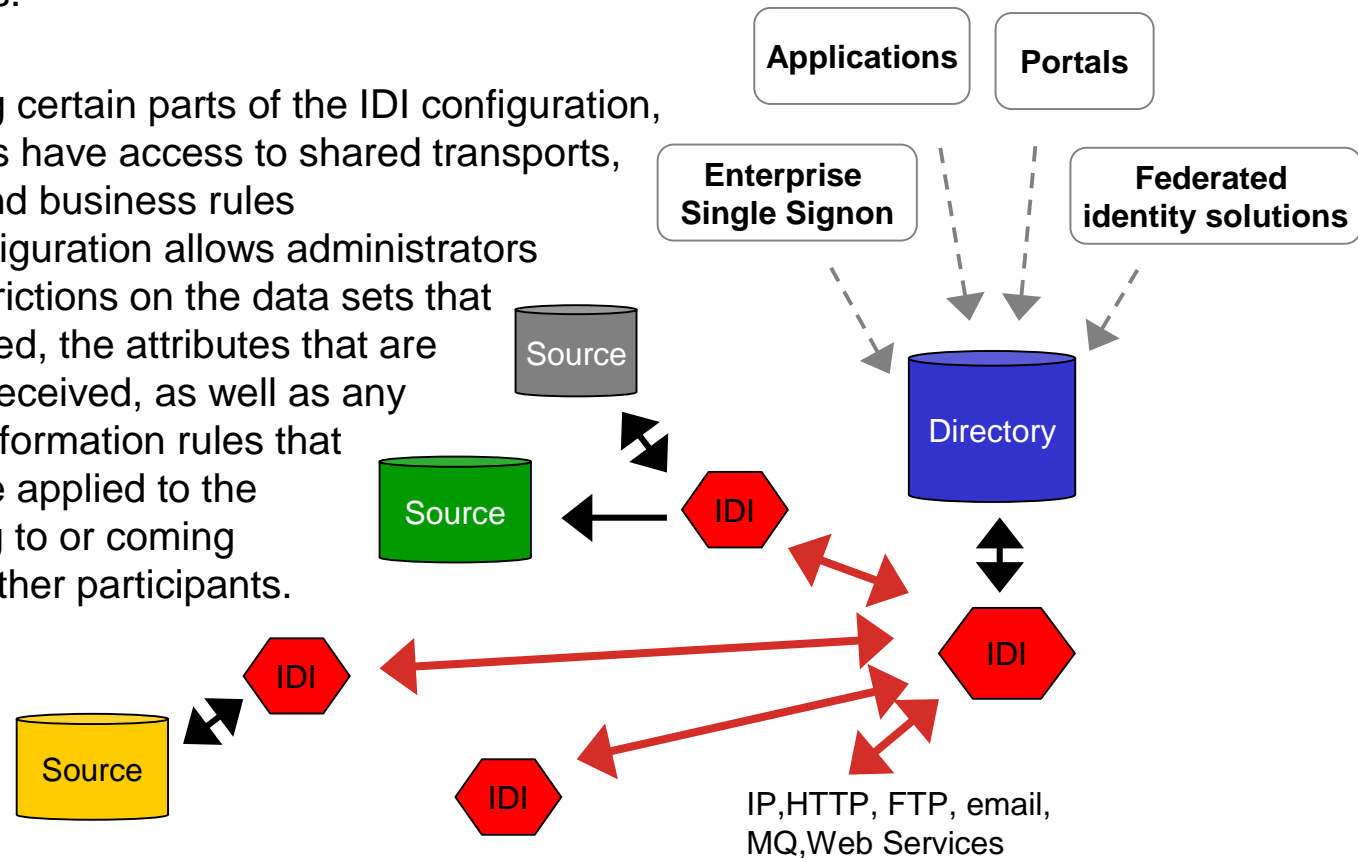 s.
g certain parts of the IDI configuration,
s have access to shared transports,
nd business rules
figuration allows administrators
trictions on the data sets that
ed, the attributes that are
eceived, as well as any
formation rules that
e applied to the
g to or coming
ther participants.
Applications
Portals
Enterprise
Single Signon
Federated
identity solutions
Source
Directory
Source
IDI
IDI
IDI
Source
IDI
IP,HTTP, FTP, email,
MQ,Web Services